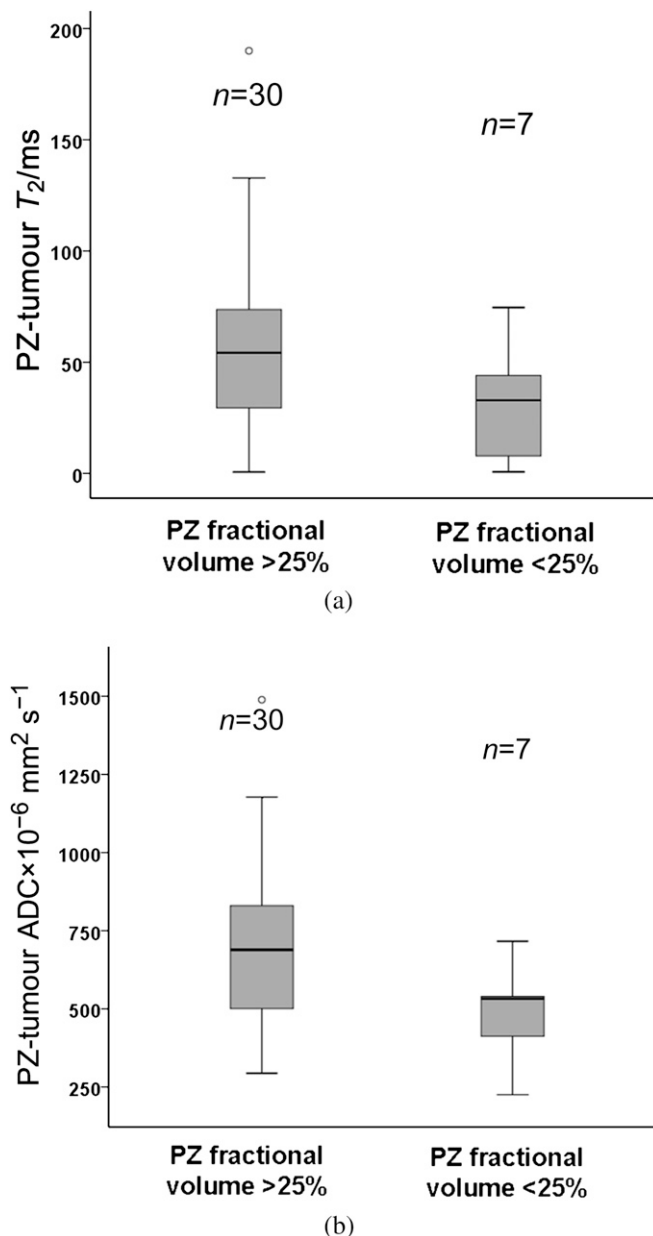 200
n=30
n=7
150
PZ-tumour T₂/ms
100
50
0
PZ fractional
volume >25%
PZ fractional
volume <25%
(a)
1500
n=30
n=7
1250
PZ-tumour ADC×10⁻⁶ mm² s⁻¹
1000
750
500
250
PZ fractional
volume >25%
PZ fractional
volume <25%
(b)